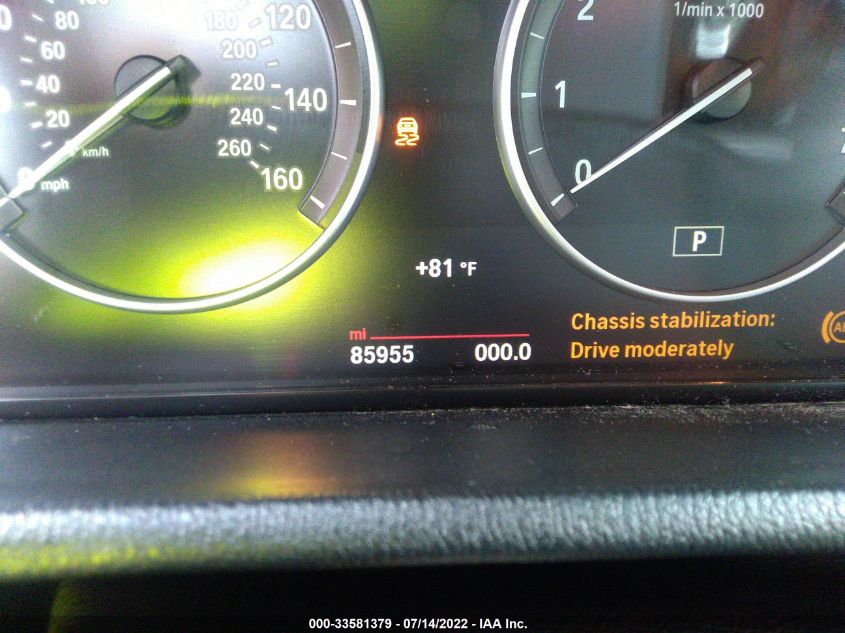 80
60
40
20
0 mph
km/h
180
200
220
240
260
120
140
160
2
1
0
1/min x 1000
P
+81 °F
mi
85955 000.0
Chassis stabilization:
Drive moderately
000-33581379 - 07/14/2022 - IAA Inc.